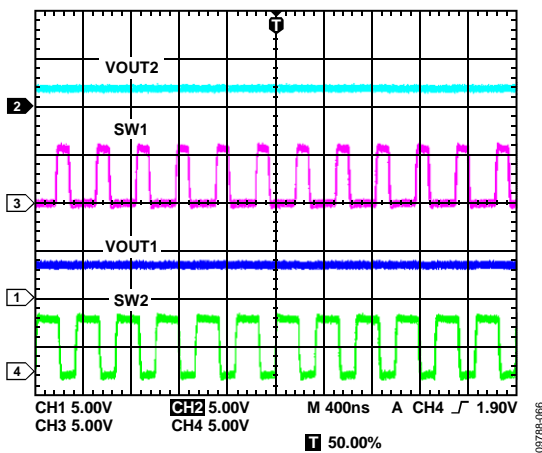 T
VOUT2
2
SW1
3
VOUT1
1
SW2
4
CH1 5.00V CH2 5.00V M 400ns A CH4 1.90V
CH3 5.00V CH4 5.00V
T 50.00%
09788-066